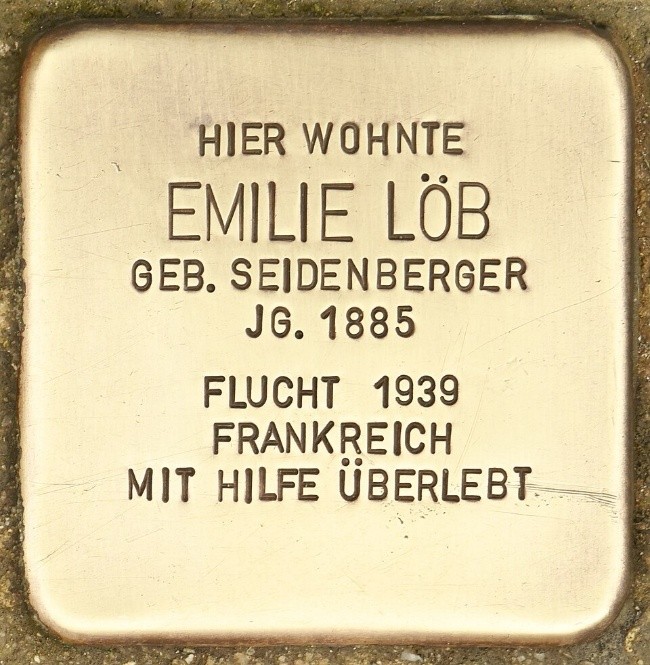 HIER WOHNTE
EMILIE LÖB
GEB. SEIDENBERGER
JG. 1885
FLUCHT 1939
FRANKREICH
MIT HILFE ÜBERLEBT